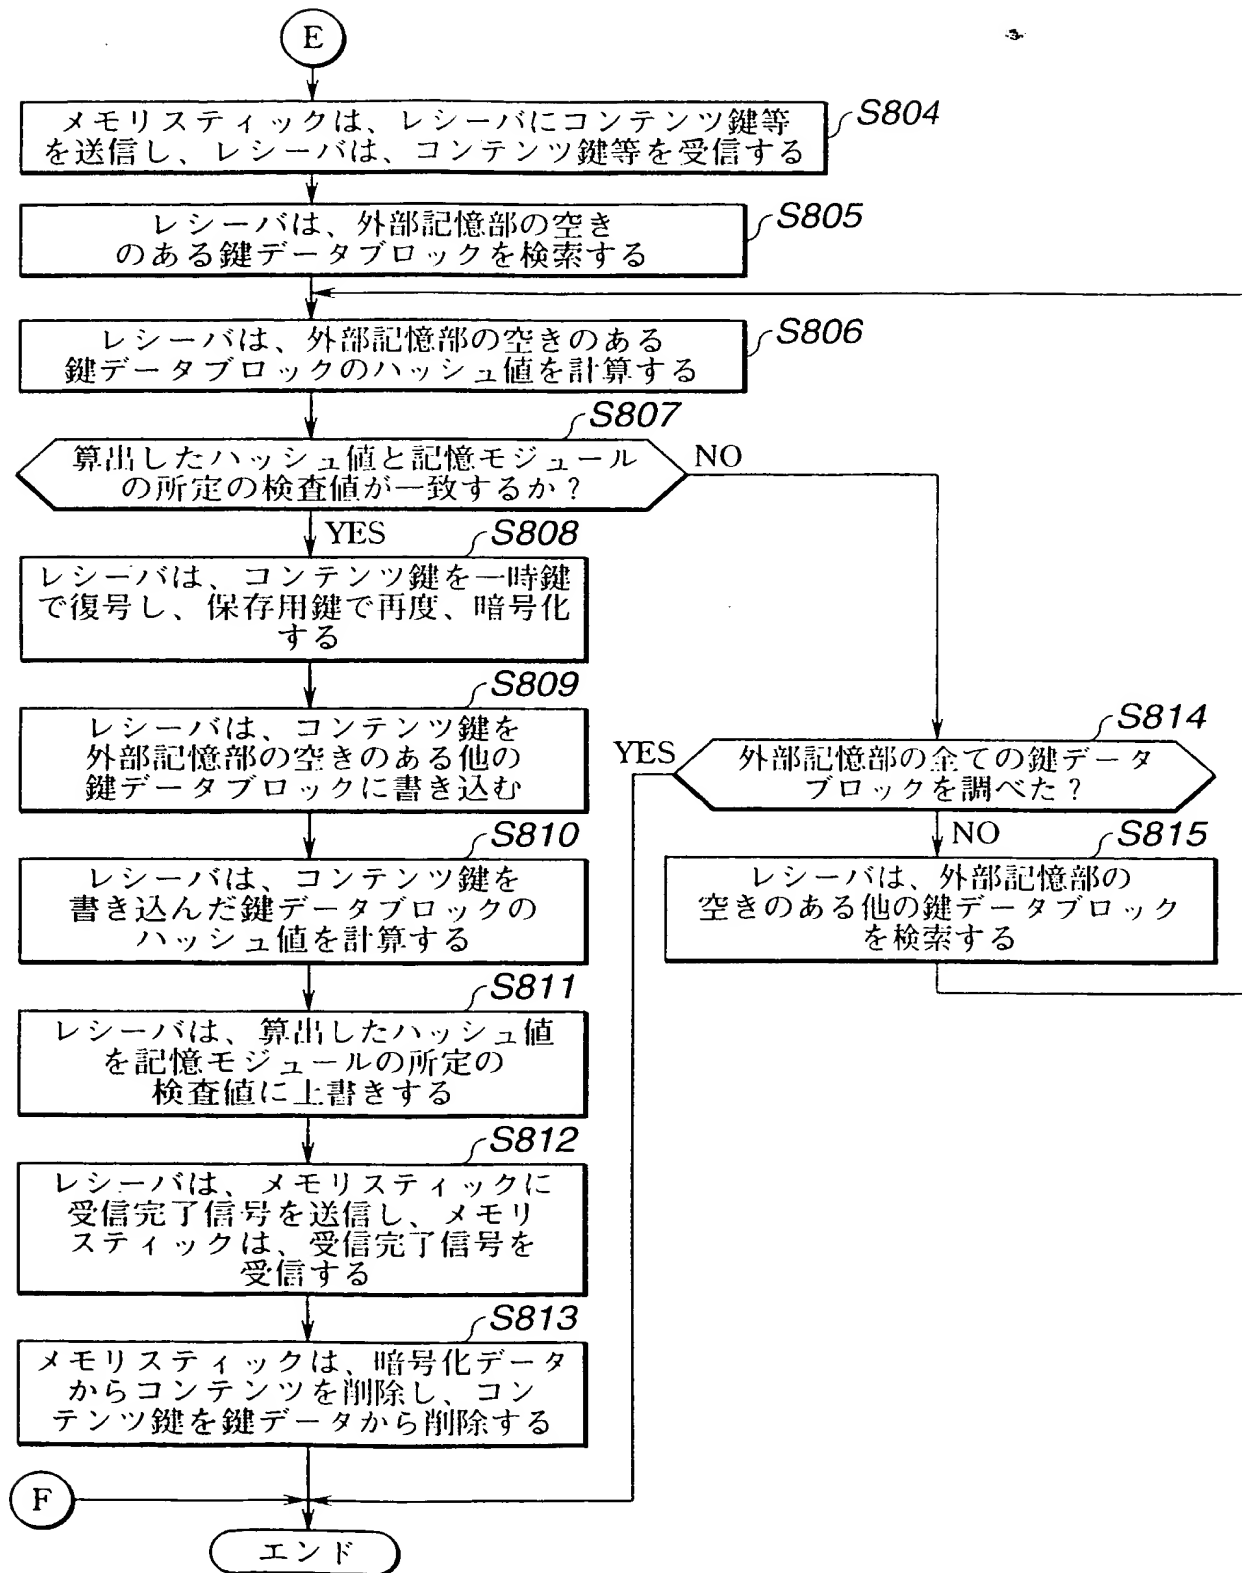 E
S804
メモリスティックは、レシーバにコンテンツ鍵等
を送信し、レシーバは、コンテンツ鍵等を受信する
S805
レシーバは、外部記憶部の空き
のある鍵データブロックを検索する
S806
レシーバは、外部記憶部の空きのある
鍵データブロックのハッシュ値を計算する
S807
算出したハッシュ値と記憶モジュール
の所定の検査値が一致するか?
NO
YES
S808
レシーバは、コンテンツ鍵を一時鍵
で復号し、保存用鍵で再度、暗号化
する
S809
レシーバは、コンテンツ鍵を
外部記憶部の空きのある他の
鍵データブロックに書き込む
S810
レシーバは、コンテンツ鍵を
書き込んだ鍵データブロックの
ハッシュ値を計算する
S811
レシーバは、算出したハッシュ値
を記憶モジュールの所定の
検査値に上書きする
S812
レシーバは、メモリスティックに
受信完了信号を送信し、メモリ
スティックは、受信完了信号を
受信する
S813
メモリスティックは、暗号化データ
からコンテンツを削除し、コン
テンツ鍵を鍵データから削除する
S814
YES
外部記憶部の全ての鍵データ
ブロックを調べた?
NO
S815
レシーバは、外部記憶部の
空きのある他の鍵データブロック
を検索する
F
エンド